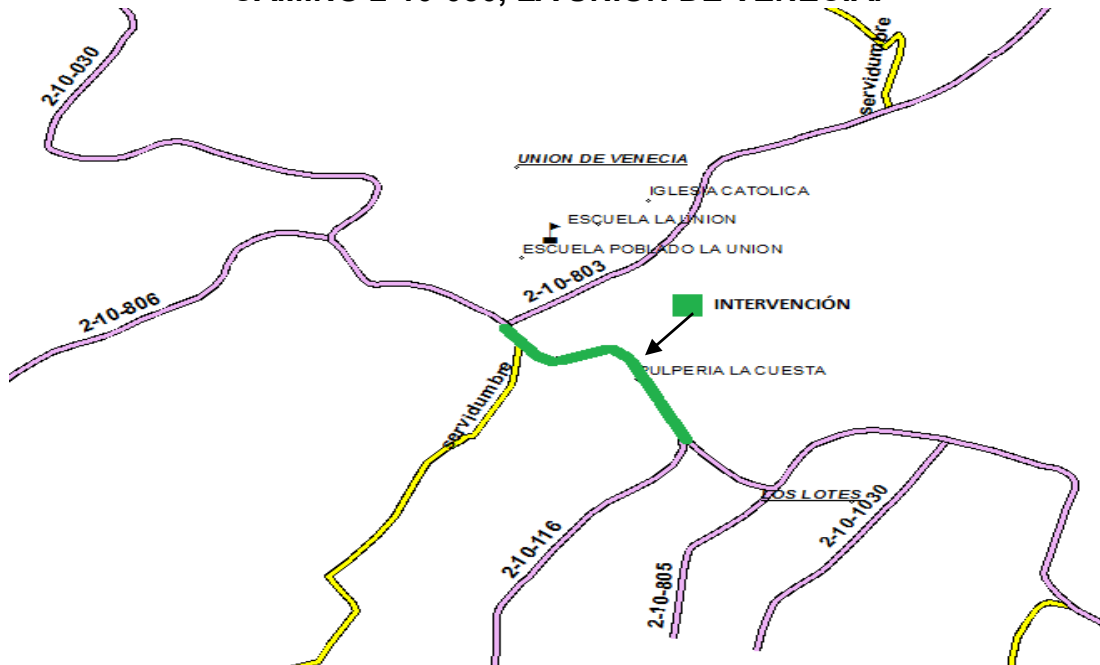 2-10-030
servidumbre
UNION DE VENECIA
IGLESIA CATOLICA
ESCUELA LA UNION
ESCUELA POBLADO LA UNION
2-10-803
2-10-806
INTERVENCIÓN
PULPERIA LA CUESTA
servidumbre
LOS LOTES
2-10-1030
2-10-116
2-10-805